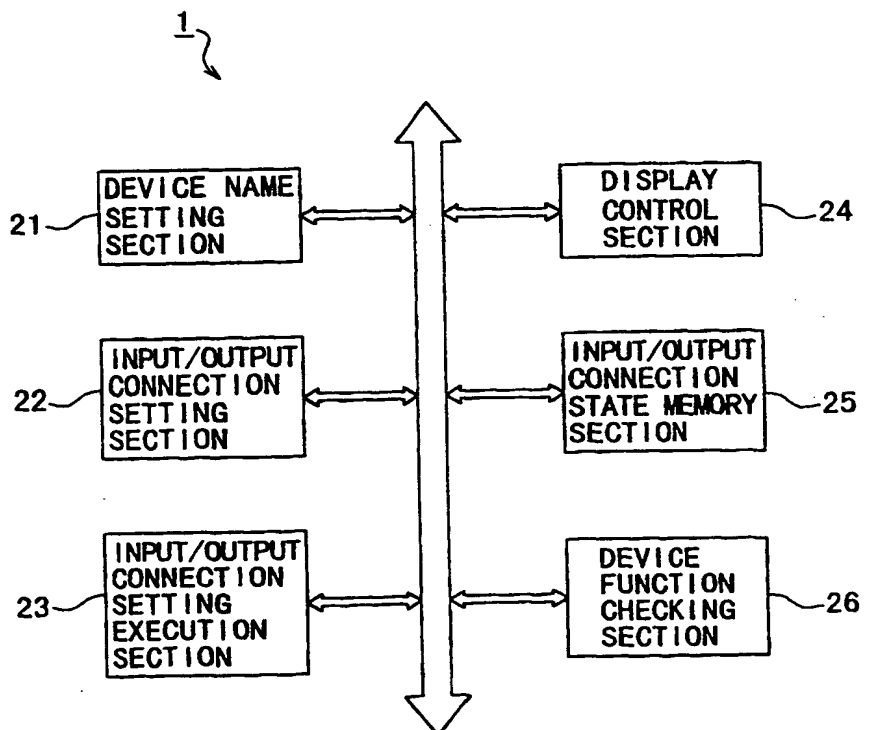 1
21
DEVICE NAME
SETTING
SECTION
DISPLAY
CONTROL
SECTION
24
22
INPUT/OUTPUT
CONNECTION
SETTING
SECTION
INPUT/OUTPUT
CONNECTION
STATE MEMORY
SECTION
25
23
INPUT/OUTPUT
CONNECTION
SETTING
EXECUTION
SECTION
DEVICE
FUNCTION
CHECKING
SECTION
26